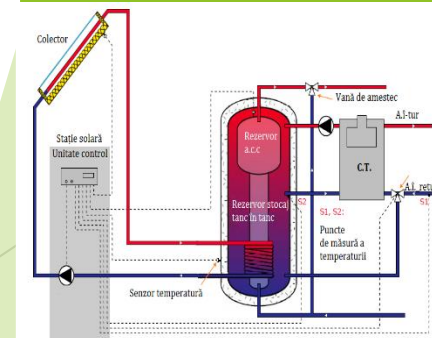 Colector
Vană de amestec
A.I-tur
Stație solară
Unitate control
Rezervor
a.c.c
C.T.
Rezervor stocaj
tanc în tanc
S2
A.I. retu
S1
S1, S2:
Puncte
de măsură a
temperaturii
Senzor temperatură